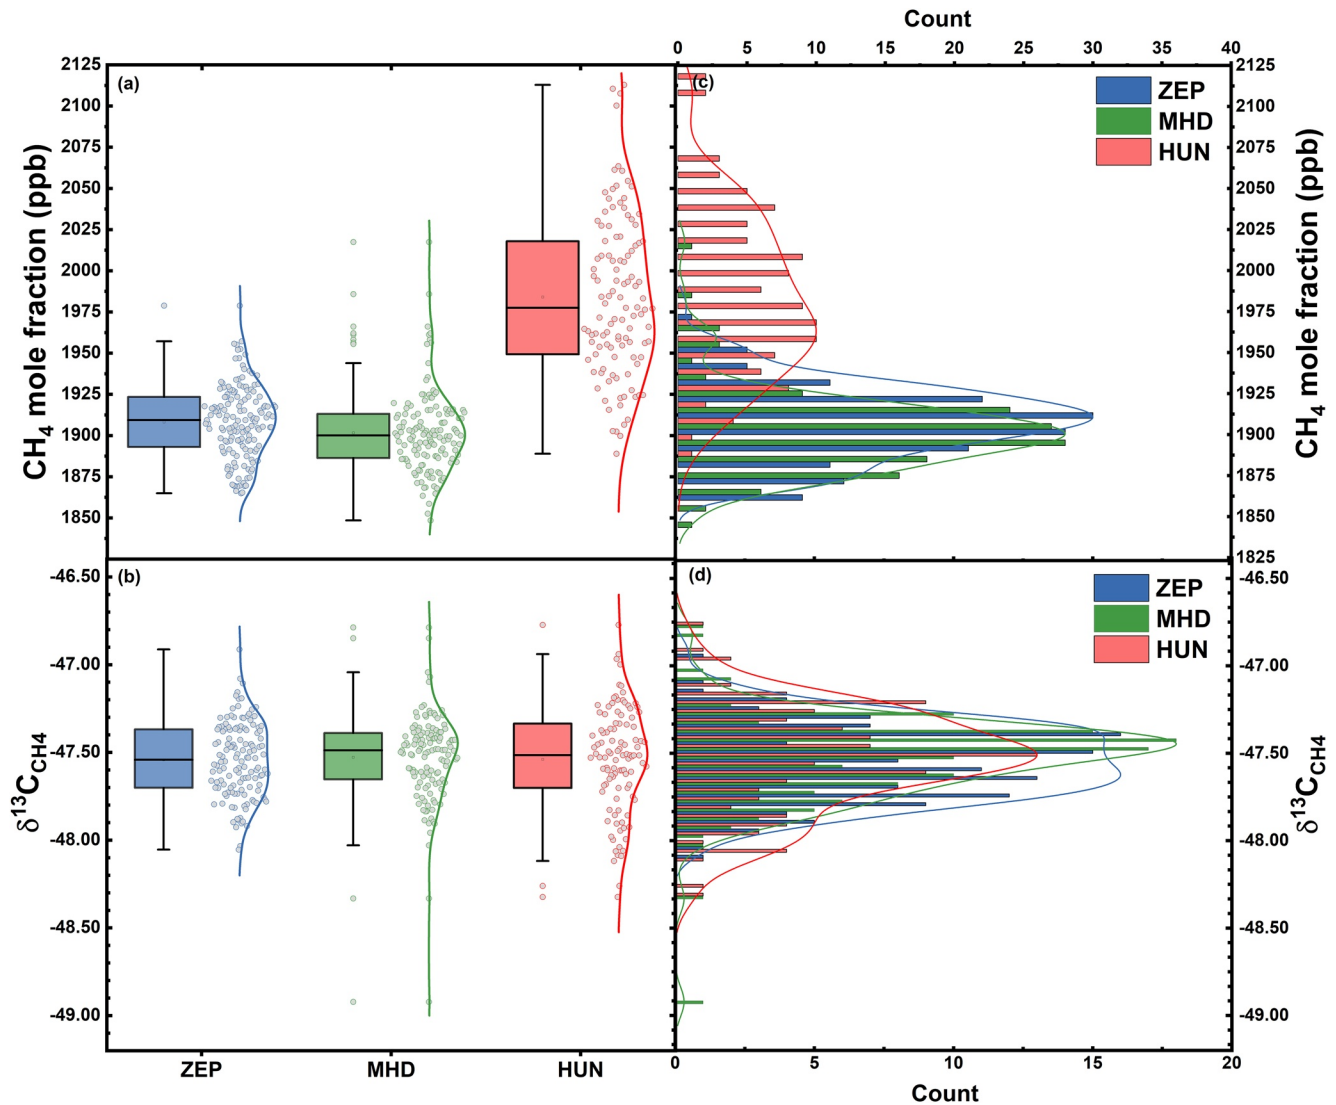 Count
0 5 10 15 20 25 30 35 40
(a)
2125
2100
2075
2050
2025
2000
1975
1950
1925
1900
1875
1850
CH4 mole fraction (ppb)
(c)
ZEP
MHD
HUN
2125
2100
2075
2050
2025
2000
1975
1950
1925
1900
1875
1850
1825
CH4 mole fraction (ppb)
(b)
-46.50
-47.00
-47.50
-48.00
-48.50
-49.00
δ13CCH4
ZEP MHD HUN
(d)
ZEP
MHD
HUN
-46.50
-47.00
-47.50
-48.00
-48.50
-49.00
δ13CCH4
0 5 10 15 20
Count